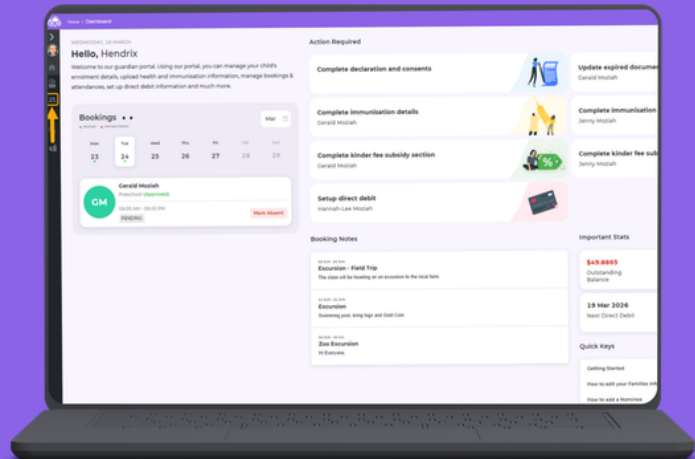 Home / Dashboard
WEDNESDAY, 18 MARCH
Hello, Hendrix
Welcome to our guardian portal. Using our portal, you can manage your child's
enrolment details, upload health and immunisation information, manage bookings &
attendances, set up direct debit information and much more.
Bookings
Mar
Mon Tue Wed Thu Fri Sat Sun
23 24 25 26 27 28 29
GM
Gerald Moziah
Preschool (Approved)
PENDING
Mark Absent
Action Required
Complete declaration and consents
Update expired docume
Gerald Moziah
Complete immunisation details
Gerald Moziah
Complete immunisation
Jenny Moziah
Complete kinder fee subsidy section
Gerald Moziah
Complete kinder fee sub
Jenny Moziah
Setup direct debit
Hannah-Lee Moziah
Booking Notes
Excursion - Field Trip
The class will be heading on an excursion to the local farm
Excursion
Swimming pool, bring togs and Gold Coin
Zoo Excursion
Hi Everyone,
Important Stats
$49.8865
Outstanding
Balance
19 Mar 2026
Next Direct Debit
Quick Keys
Getting Started
How to edit your Families Inf
How to add a Nominee